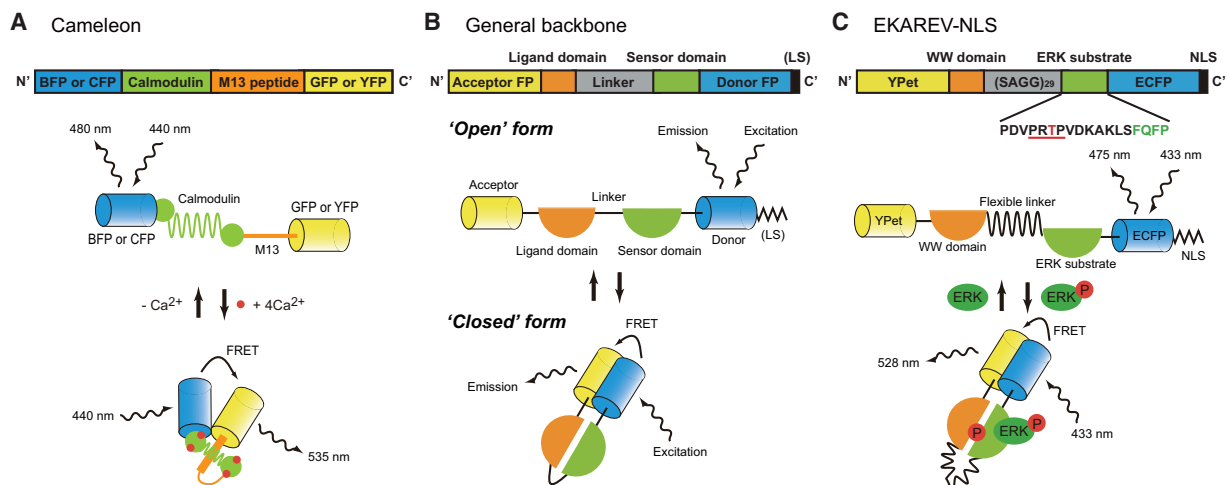 A Cameleon
N' BFP or CFP Calmodulin M13 peptide GFP or YFP C'
480 nm 440 nm
Calmodulin
GFP or YFP
BFP or CFP
M13
- Ca2+ + 4Ca2+
FRET
440 nm
535 nm
B General backbone
Ligand domain Sensor domain (LS)
N' Acceptor FP Linker Donor FP C'
'Open' form
Emission Excitation
Acceptor
Linker
Ligand domain Sensor domain Donor (LS)
'Closed' form
FRET
Emission
Excitation
C EKAREV-NLS
WW domain ERK substrate NLS
N' YPet (SAGG)29 ECFP C'
PDVPRTPVDKAKLSFQFP
475 nm 433 nm
Flexible linker
YPet
ECFP
WW domain
NLS
ERK substrate
ERK ERK P
FRET
528 nm
P ERK P
433 nm